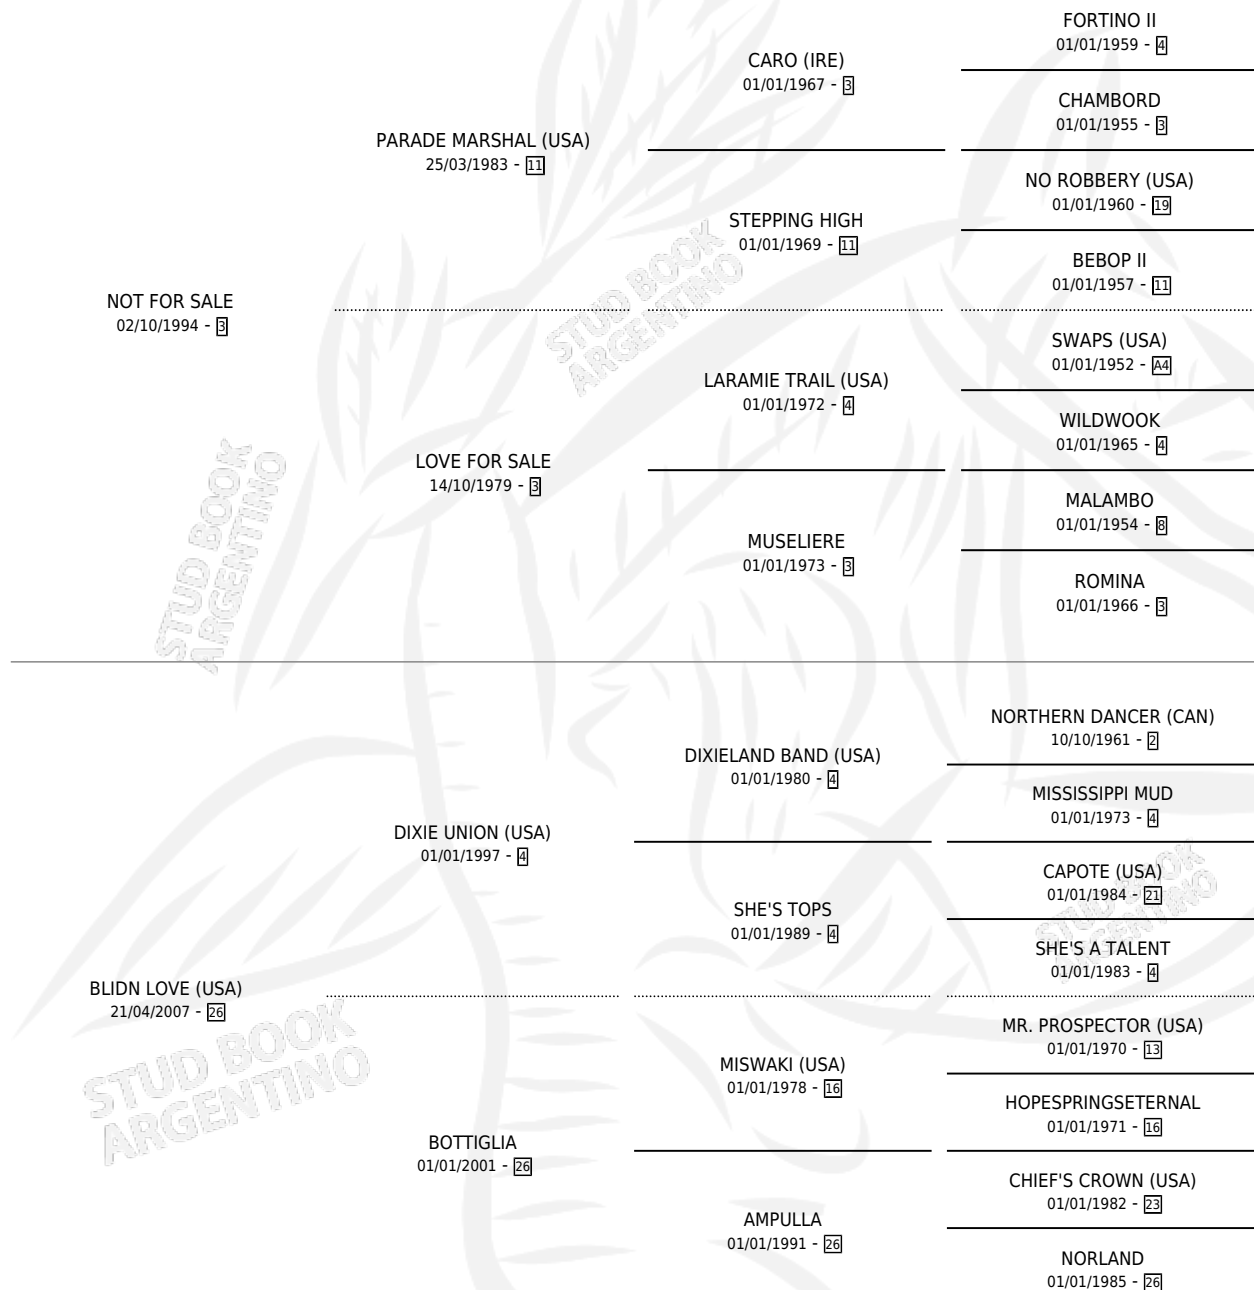 FORTINO II
01/01/1959 - 4
CARO (IRE)
01/01/1967 - 3
CHAMBORD
01/01/1955 - 3
PARADE MARSHAL (USA)
25/03/1983 - 11
NO ROBBERY (USA)
01/01/1960 - 19
STEPPING HIGH
01/01/1969 - 11
BEBOP II
01/01/1957 - 11
NOT FOR SALE
02/10/1994 - 3
SWAPS (USA)
01/01/1952 - A4
LARAMIE TRAIL (USA)
01/01/1972 - 4
WILDWOOK
01/01/1965 - 4
LOVE FOR SALE
14/10/1979 - 3
MALAMBO
01/01/1954 - 8
MUSELIERE
01/01/1973 - 3
ROMINA
01/01/1966 - 3
NORTHERN DANCER (CAN)
10/10/1961 - 2
DIXIELAND BAND (USA)
01/01/1980 - 4
MISSISSIPPI MUD
01/01/1973 - 4
DIXIE UNION (USA)
01/01/1997 - 4
CAPOTE (USA)
01/01/1984 - 21
SHE'S TOPS
01/01/1989 - 4
SHE'S A TALENT
01/01/1983 - 4
BLIDN LOVE (USA)
21/04/2007 - 26
MR. PROSPECTOR (USA)
01/01/1970 - 13
MISWAKI (USA)
01/01/1978 - 16
HOPESPRINGSETERNAL
01/01/1971 - 16
BOTTIGLIA
01/01/2001 - 26
CHIEF'S CROWN (USA)
01/01/1982 - 23
AMPULLA
01/01/1991 - 26
NORLAND
01/01/1985 - 26
STUD BOOK
ARGENTINO
STUD BOOK
ARGENTINO
STUD BOOK
ARGENTINO
STUD BOOK
ARGENTINO